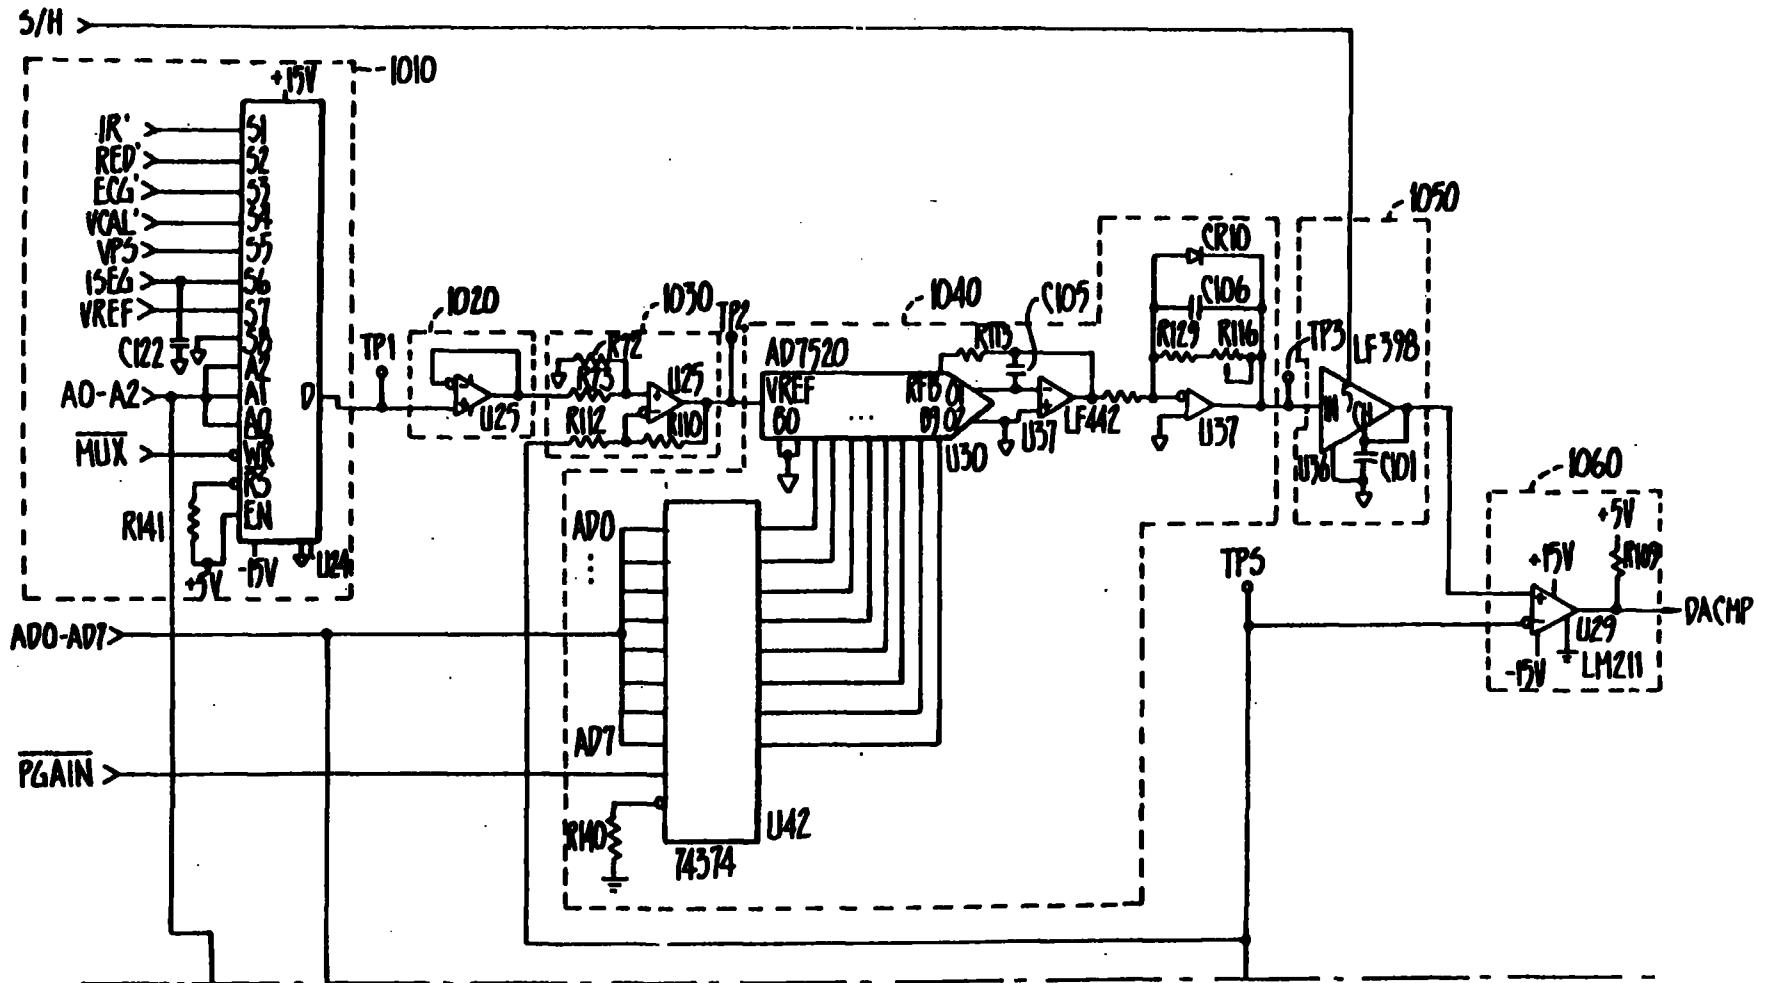 S/H
1010
+15V
IR'
S1
RED'
S2
ECG'
S3
VCAL'
S4
VPS
S5
ISEG
S6
VREF
S7
S8
C122
A2
A0-A2
A1
A0
D
MUX
WR
RS
EN
R141
+5V
-15V
U24
TP1
1020
U25
1030
R72
R73
U25
R112
R110
TP2
1040
AD7520
VREF
B0
...
RFB
01
B9
02
U30
R113
C105
U37
LF442
CR10
C106
R129
R116
U37
1050
TP3
LF398
IN
CH
U36
C101
1060
+5V
R109
+15V
U29
-15V
LM211
DACMP
TP5
AD0-AD7
AD0
AD7
PGAIN
R140
U42
74374